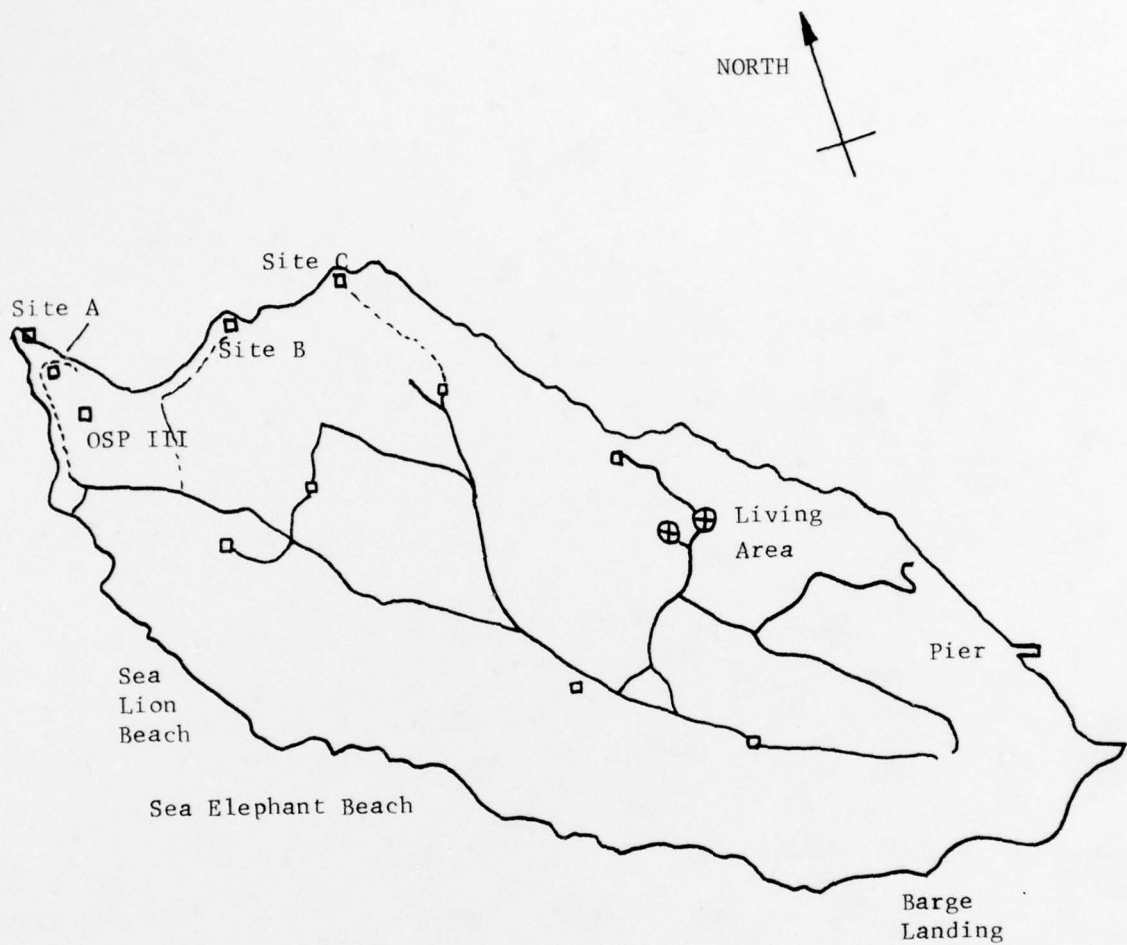 NORTH
Site C
Site A
Site B
OSP III
Living
Area
Pier
Sea
Lion
Beach
Sea Elephant Beach
Barge
Landing